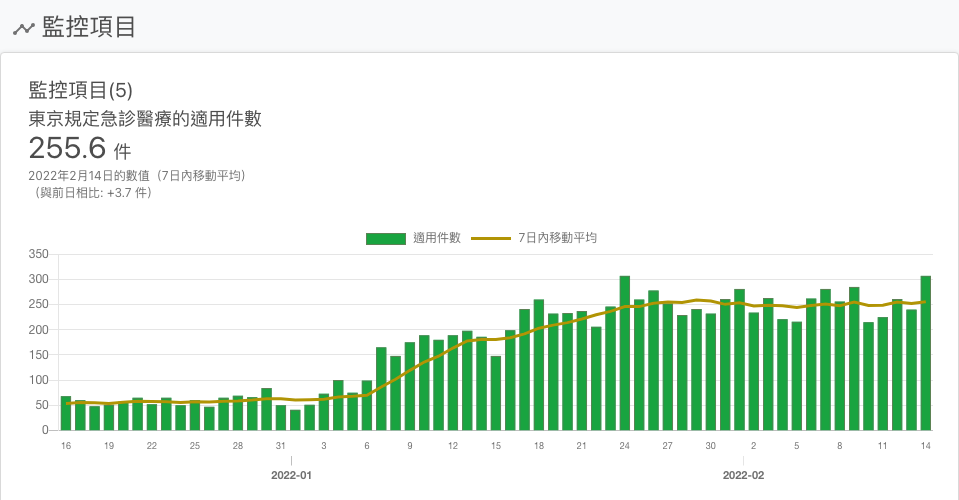 監控項目
監控項目(5)
東京規定急診醫療的適用件數
255.6 件
2022年2月14日的數值（7日內移動平均）
（與前日相比: +3.7 件）
適用件數 7日內移動平均
350
300
250
200
150
100
50
0
16 19 22 25 28 31 3 6 9 12 15 18 21 24 27 30 2 5 8 11 14
2022-01 2022-02